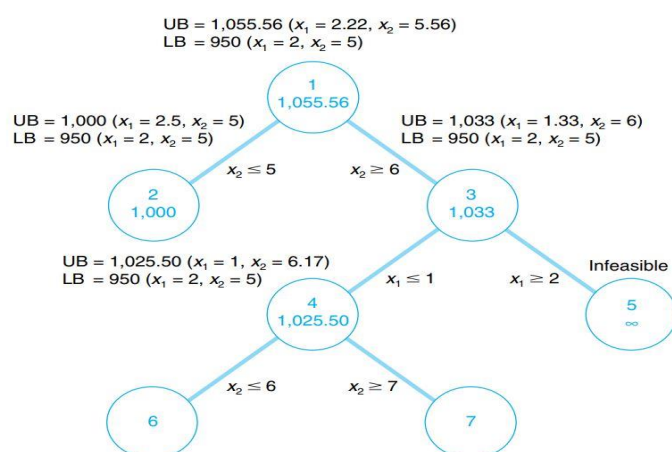 UB = 1,055.56 (x₁ = 2.22, x₂ = 5.56)
LB = 950 (x₁ = 2, x₂ = 5)
1
1,055.56
UB = 1,000 (x₁ = 2.5, x₂ = 5)
LB = 950 (x₁ = 2, x₂ = 5)
UB = 1,033 (x₁ = 1.33, x₂ = 6)
LB = 950 (x₁ = 2, x₂ = 5)
x₂ ≤ 5
x₂ ≥ 6
2
1,000
3
1,033
UB = 1,025.50 (x₁ = 1, x₂ = 6.17)
LB = 950 (x₁ = 2, x₂ = 5)
x₁ ≤ 1
x₁ ≥ 2
Infeasible
4
1,025.50
5
∞
x₂ ≤ 6
x₂ ≥ 7
6
7